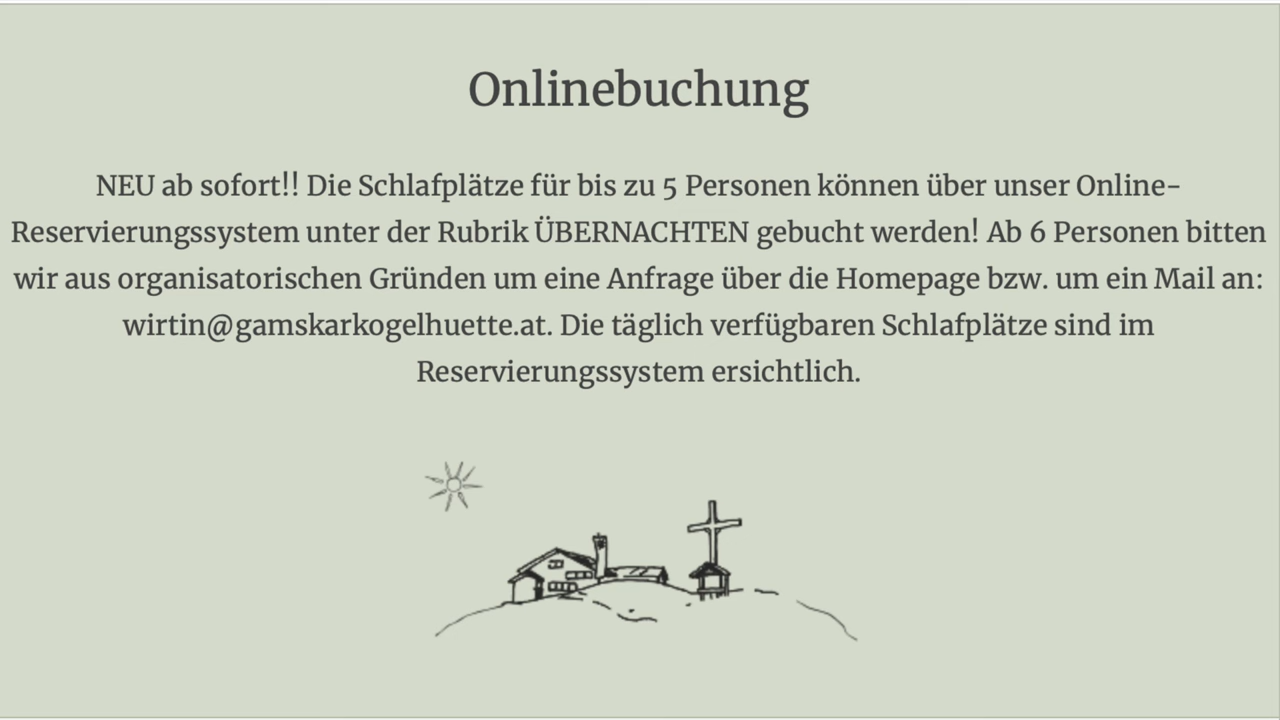 Onlinebuchung
NEU ab sofort!! Die Schlafplätze für bis zu 5 Personen können über unser Online-
Reservierungssystem unter der Rubrik ÜBERNACHTEN gebucht werden! Ab 6 Personen bitten
wir aus organisatorischen Gründen um eine Anfrage über die Homepage bzw. um ein Mail an:
wirtin@gamskarkogelhuette.at. Die täglich verfügbaren Schlafplätze sind im
Reservierungssystem ersichtlich.